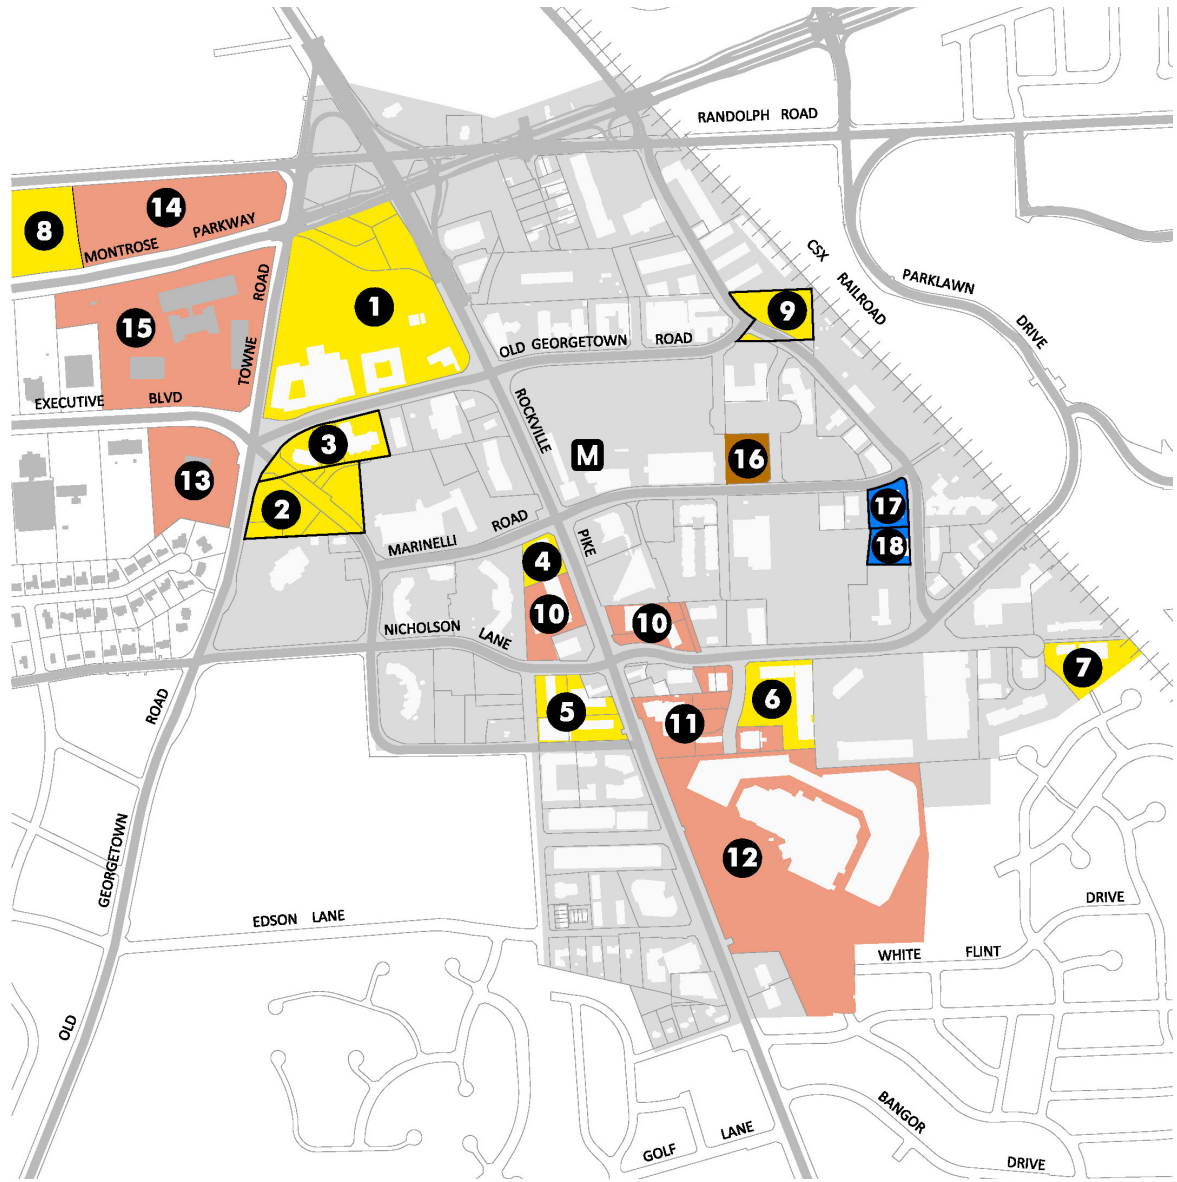 RANDOLPH ROAD
14
8
MONTROSE PARKWAY
CSX RAILROAD
PARKLAWN DRIVE
TOWNE ROAD
1
9
15
OLD GEORGETOWN ROAD
EXECUTIVE BLVD
ROCKVILLE PIKE
3
M
16
13
2
17
MARINELLI ROAD
18
4
10
10
NICHOLSON LANE
7
6
5
11
OLD GEORGETOWN ROAD
12
DRIVE
EDSON LANE
WHITE FLINT
BANGOR DRIVE
GOLF LANE